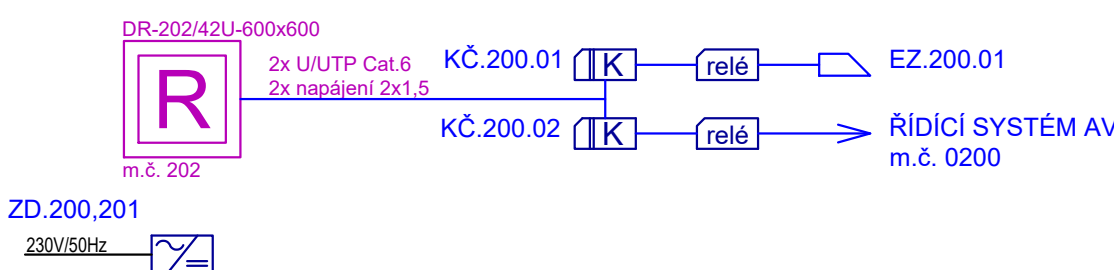 DR-202/42U-600x600
R
m.č. 202
2x U/UTP Cat.6
2x napájení 2x1,5
KČ.200.01
K
relé
EZ.200.01
KČ.200.02
K
relé
ŘÍDÍCÍ SYSTÉM AV
m.č. 0200
ZD.200,201
230V/50Hz